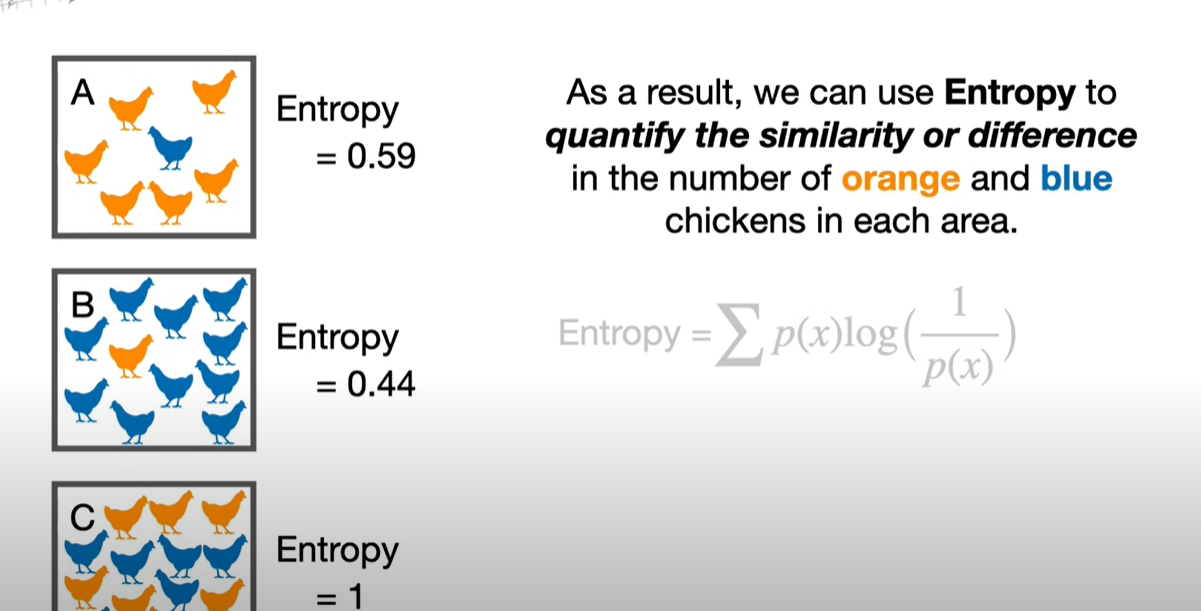 A
Entropy
= 0.59
B
Entropy
= 0.44
C
Entropy
= 1
As a result, we can use Entropy to
quantify the similarity or difference
in the number of orange and blue
chickens in each area.
Entropy = ∑ p(x)log(1/p(x))